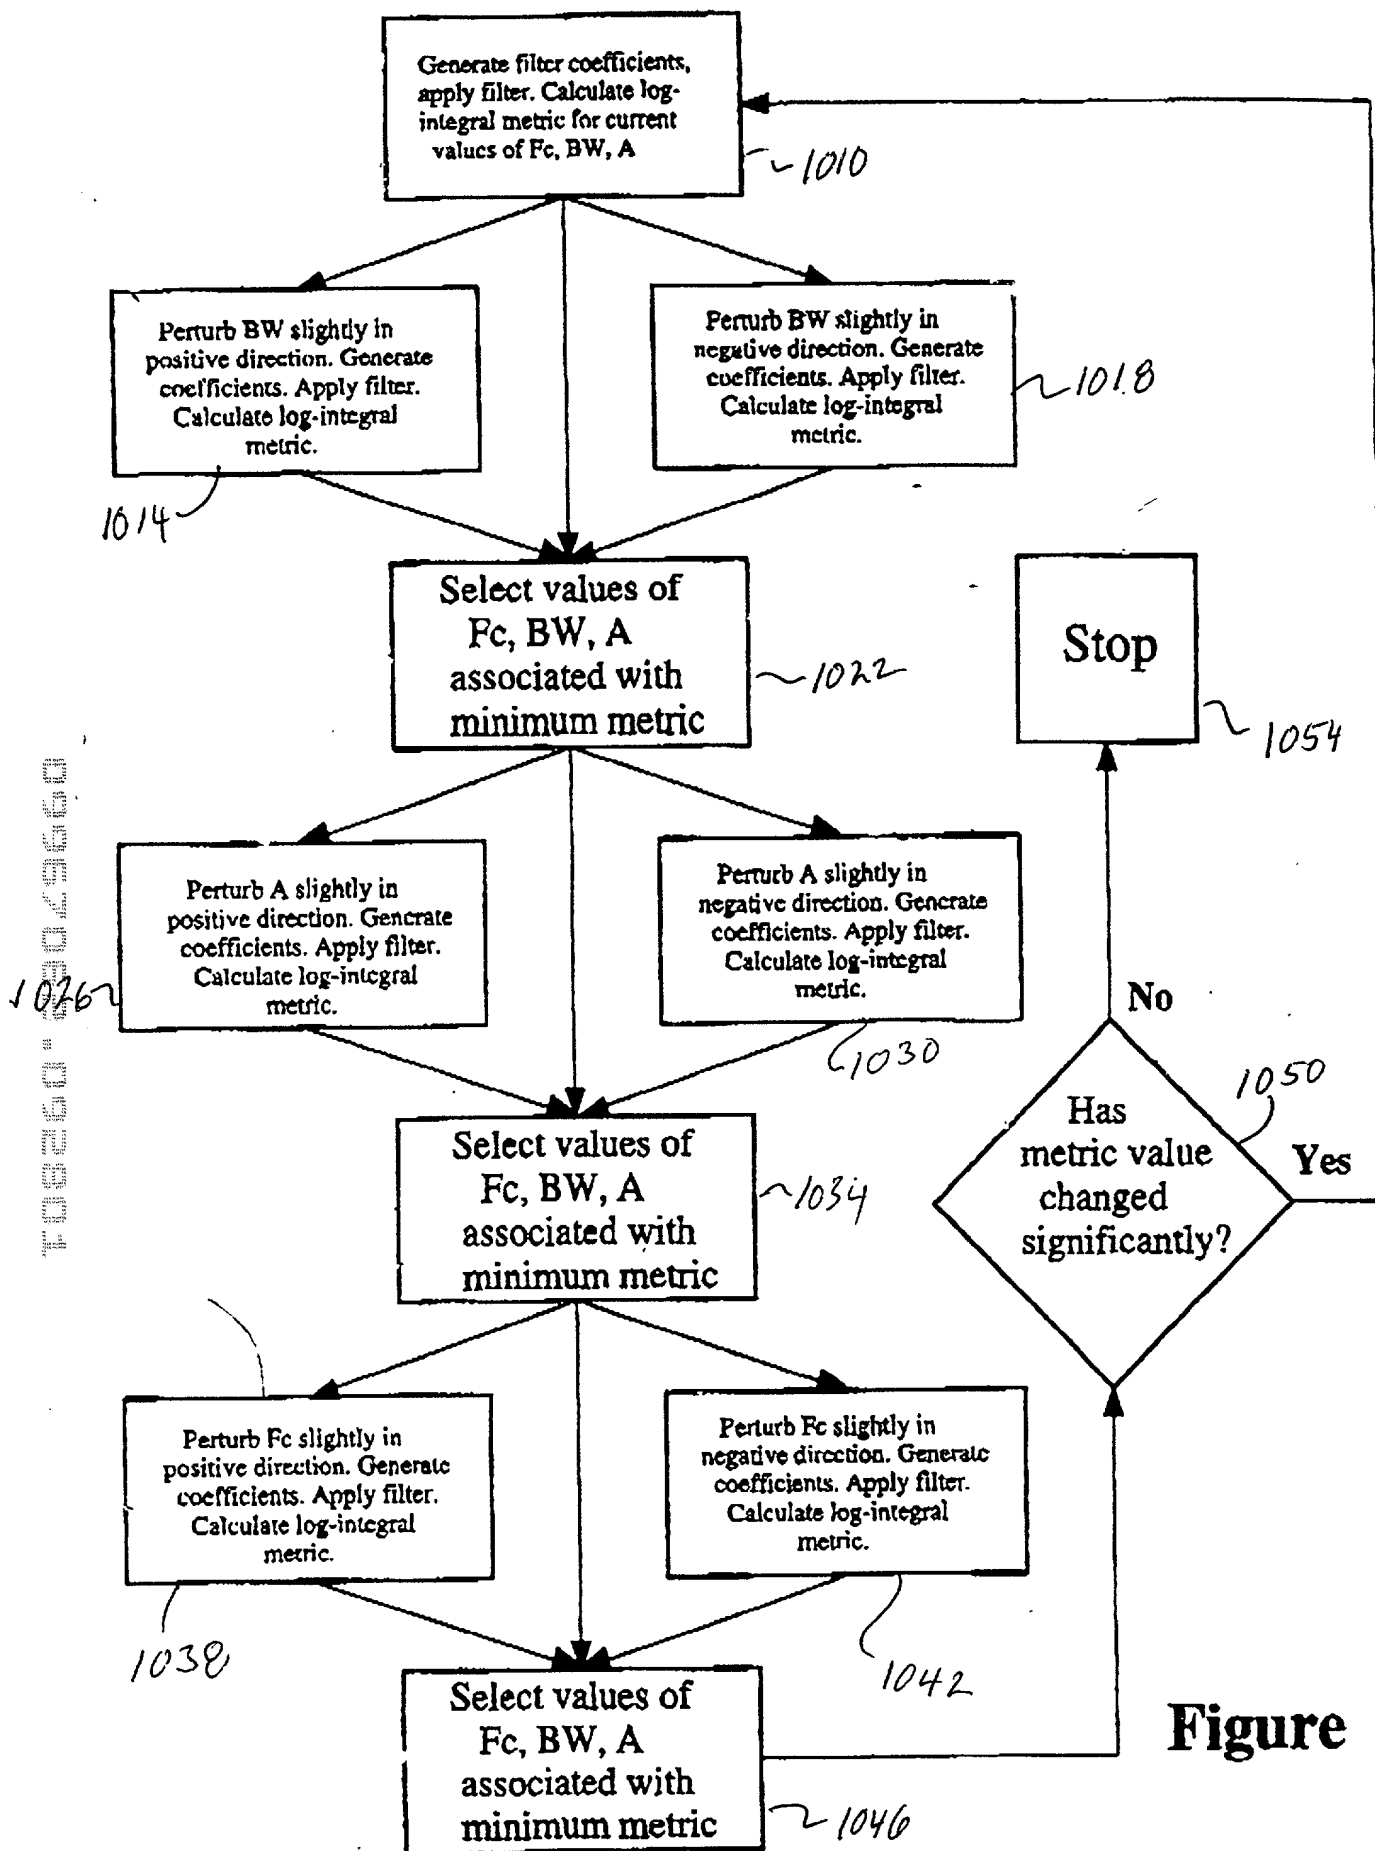 Generate filter coefficients,
apply filter. Calculate log-
integral metric for current
values of Fc, BW, A
1010
Perturb BW slightly in
positive direction. Generate
coefficients. Apply filter.
Calculate log-integral
metric.
1014
Perturb BW slightly in
negative direction. Generate
coefficients. Apply filter.
Calculate log-integral
metric.
1018
Select values of
Fc, BW, A
associated with
minimum metric
1022
Stop
1054
Perturb A slightly in
positive direction. Generate
coefficients. Apply filter.
Calculate log-integral
metric.
1026
Perturb A slightly in
negative direction. Generate
coefficients. Apply filter.
Calculate log-integral
metric.
1030
No
Has
metric value
changed
significantly?
1050
Yes
Select values of
Fc, BW, A
associated with
minimum metric
1034
Perturb Fc slightly in
positive direction. Generate
coefficients. Apply filter.
Calculate log-integral
metric.
1038
Perturb Fc slightly in
negative direction. Generate
coefficients. Apply filter.
Calculate log-integral
metric.
1042
Select values of
Fc, BW, A
associated with
minimum metric
1046
Figure